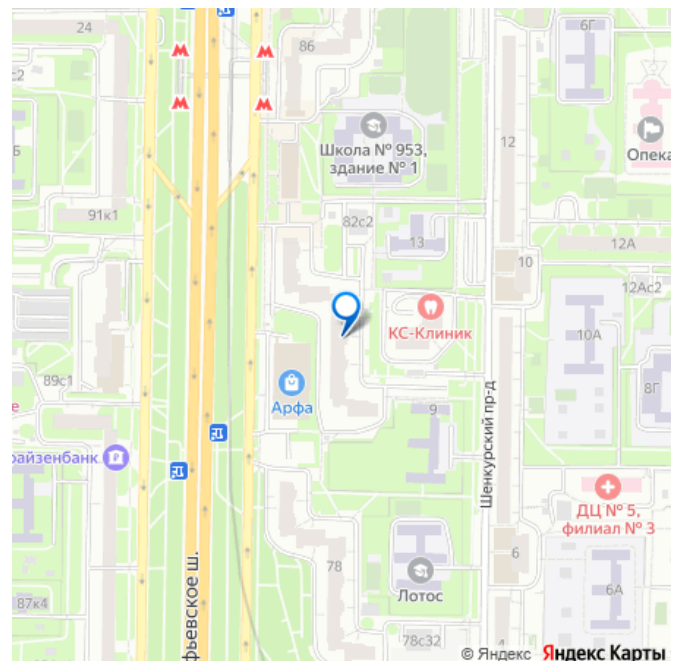 24
86
с2
Школа № 953,
здание № 1
12
6Г
Опека
Б
91к1
82с2
13
12А
10
12Ас2
КС-Клиник
10А
89с1
8Г
Арфа
9
Шенкурский пр-д
райзенбанк
ДЦ № 5,
филиал № 3
фьевское ш.
78
Лотос
6
6А
87к4
78с32
4
© Яндекс Яндекс Карты